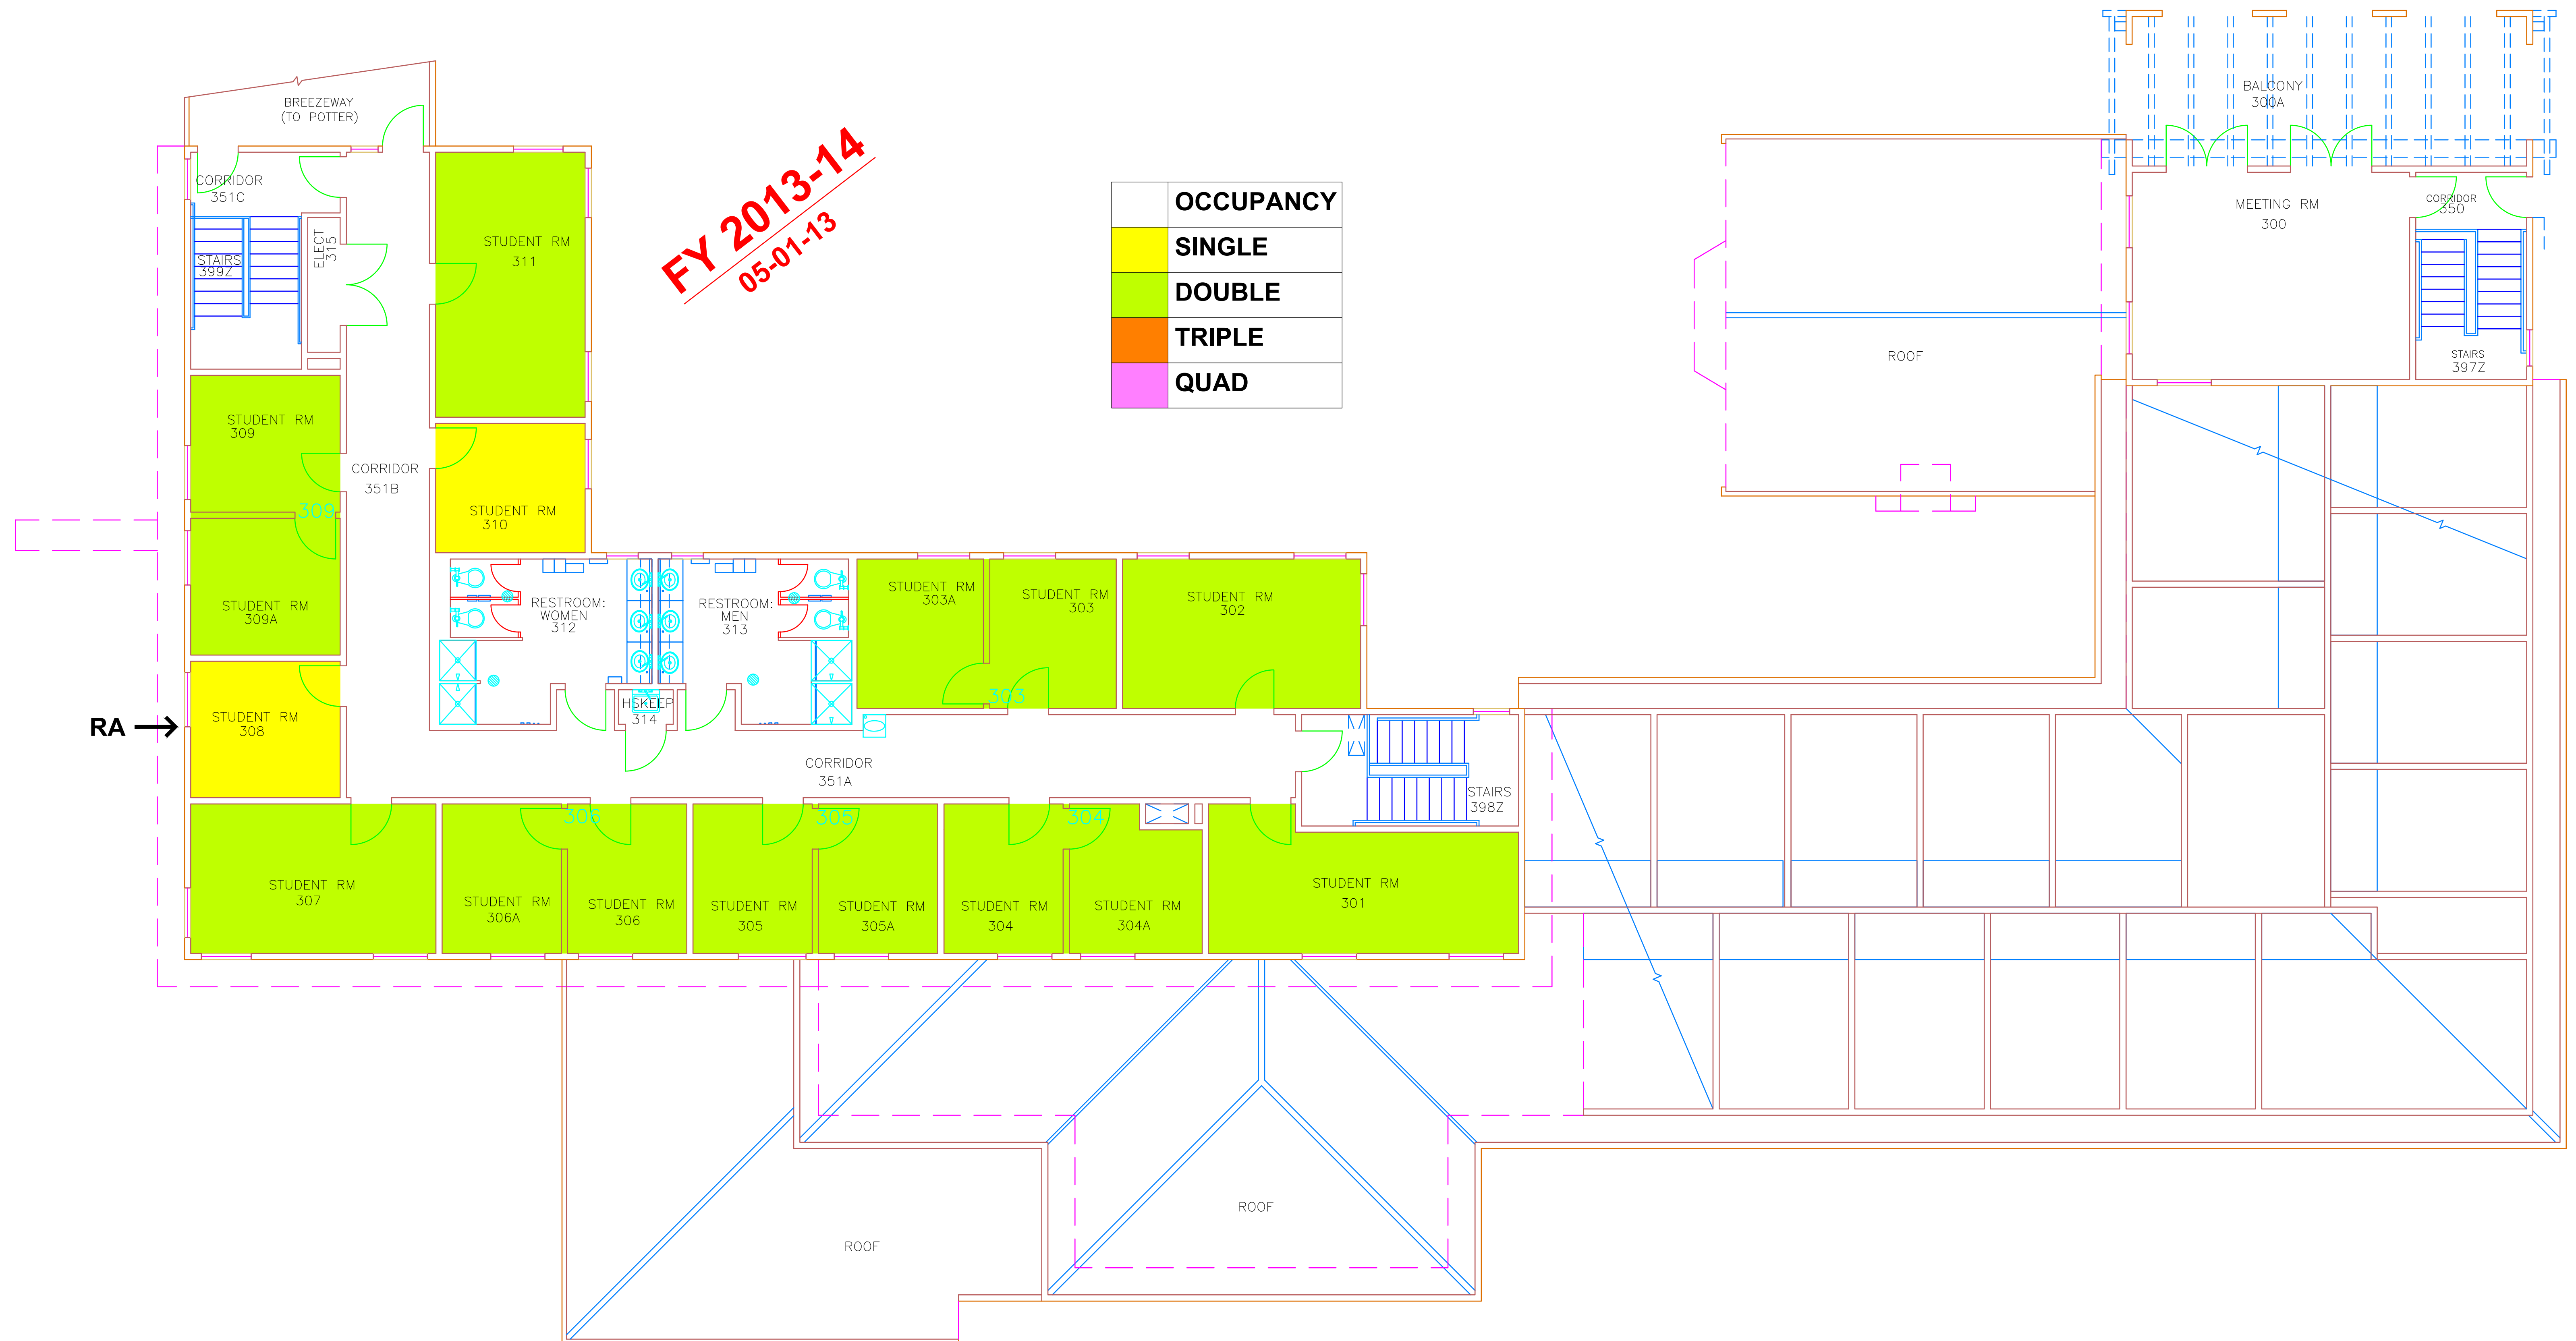 BREEZEWAY
(TO POTTER)
CORRIDOR
351C
STAIRS
399Z
ELECT
315
STUDENT RM
311
FY 2013-14
05-01-13
OCCUPANCY
SINGLE
DOUBLE
TRIPLE
QUAD
BALCONY
300A
MEETING RM
300
CORRIDOR
350
STAIRS
397Z
ROOF
STUDENT RM
309
309
CORRIDOR
351B
STUDENT RM
310
STUDENT RM
309A
RESTROOM:
WOMEN
312
RESTROOM:
MEN
313
HSKEEP
314
STUDENT RM
303A
STUDENT RM
303
303
STUDENT RM
302
RA
STUDENT RM
308
CORRIDOR
351A
STAIRS
398Z
STUDENT RM
307
306
STUDENT RM
306A
STUDENT RM
306
305
STUDENT RM
305
STUDENT RM
305A
304
STUDENT RM
304
STUDENT RM
304A
STUDENT RM
301
ROOF
ROOF